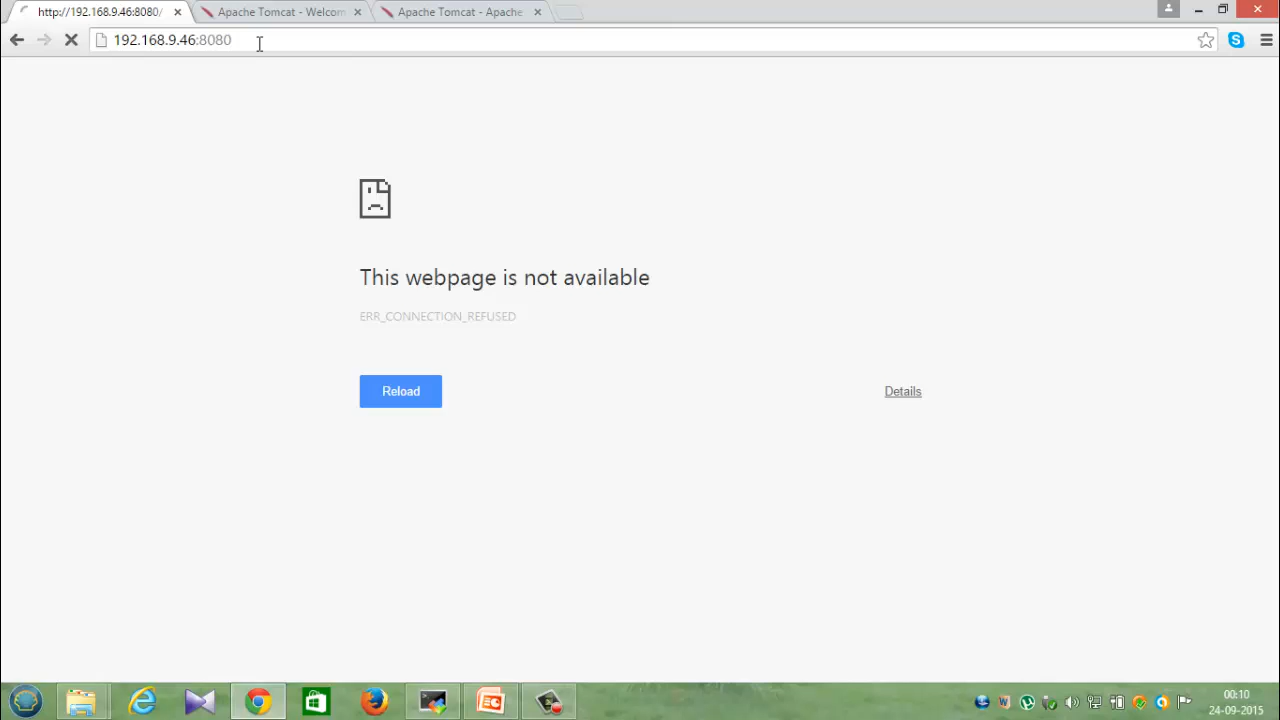 http://192.168.9.46:8080/
Apache Tomcat - Welcom
Apache Tomcat - Apache
192.168.9.46:8080
This webpage is not available
ERR_CONNECTION_REFUSED
Reload
Details
00:10
24-09-2015